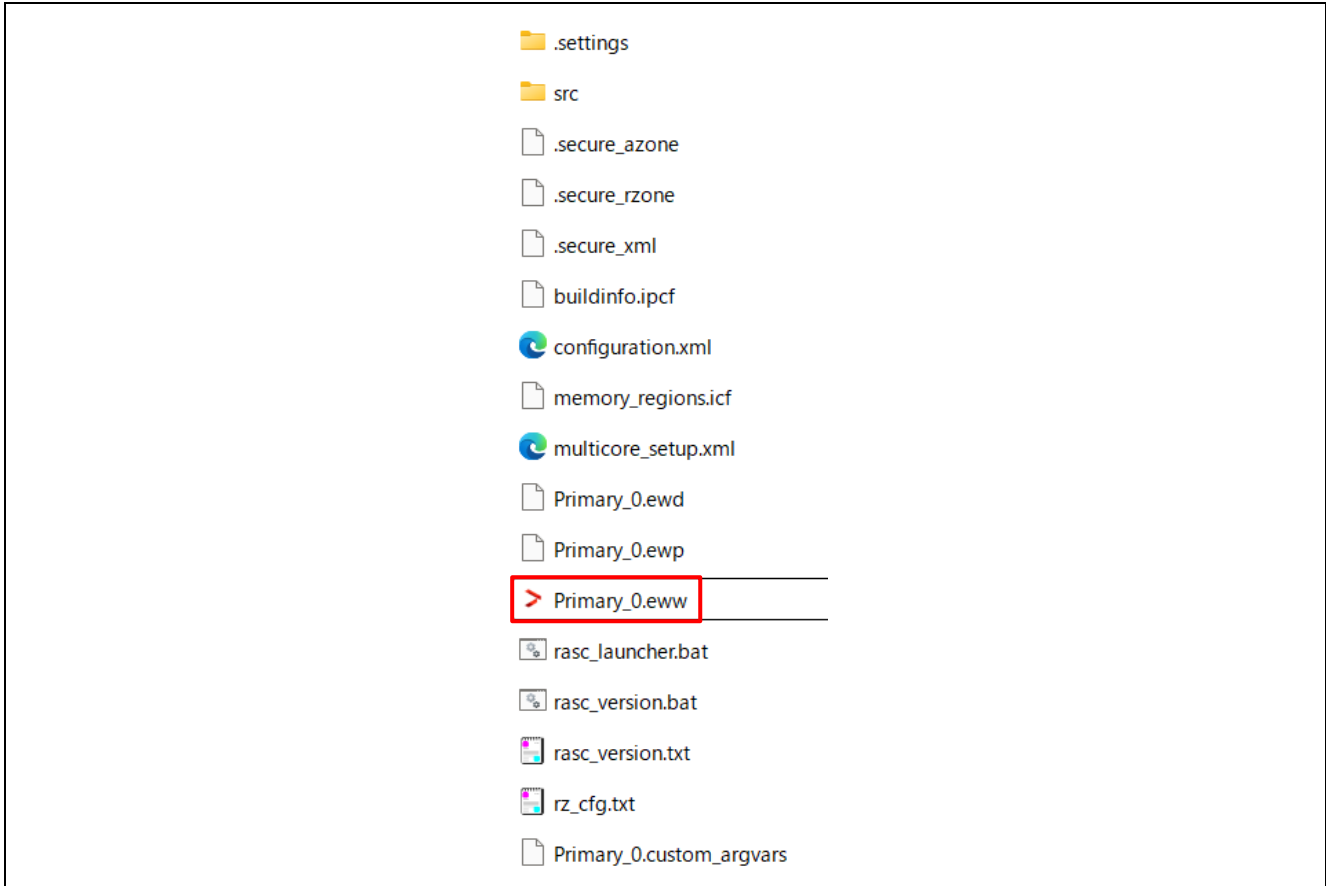 .settings
src
.secure_azone
.secure_rzone
.secure_xml
buildinfo.ipcf
configuration.xml
memory_regions.icf
multicore_setup.xml
Primary_0.ewd
Primary_0.ewp
Primary_0.eww
rasc_launcher.bat
rasc_version.bat
rasc_version.txt
rz_cfg.txt
Primary_0.custom_argvars